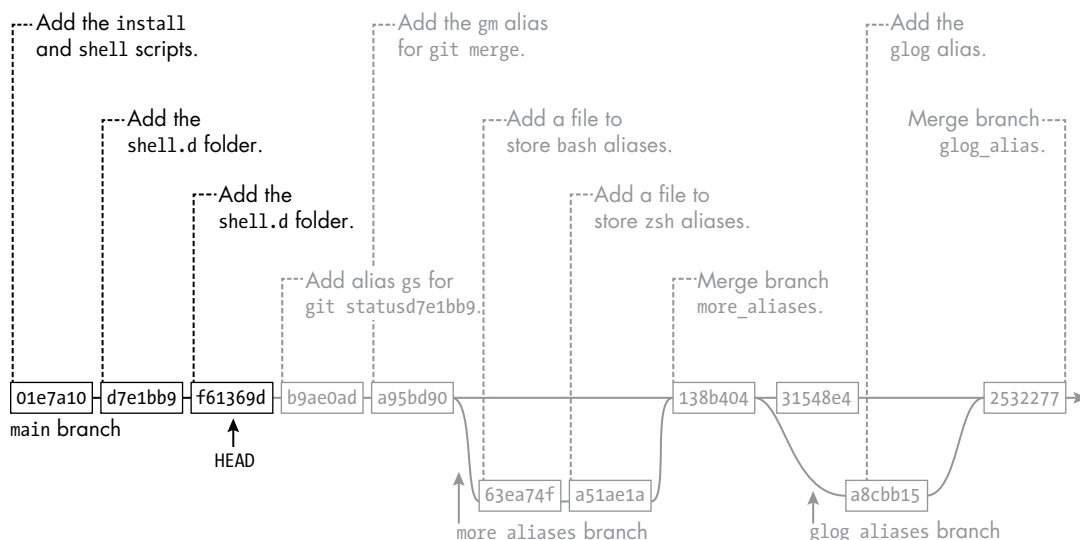 Add the install
and shell scripts.
Add the gm alias
for git merge.
Add the
glog alias.
Add the
shell.d folder.
Add a file to
store bash aliases.
Merge branch
glog_alias.
Add the
shell.d folder.
Add a file to
store zsh aliases.
Add alias gs for
git statusd7e1bb9.
Merge branch
more_aliases.
01e7a10 d7e1bb9 f61369d b9ae0ad a95bd90 138b404 31548e4 2532277
main branch
HEAD
63ea74f a51ae1a a8cbb15
more aliases branch glog aliases branch